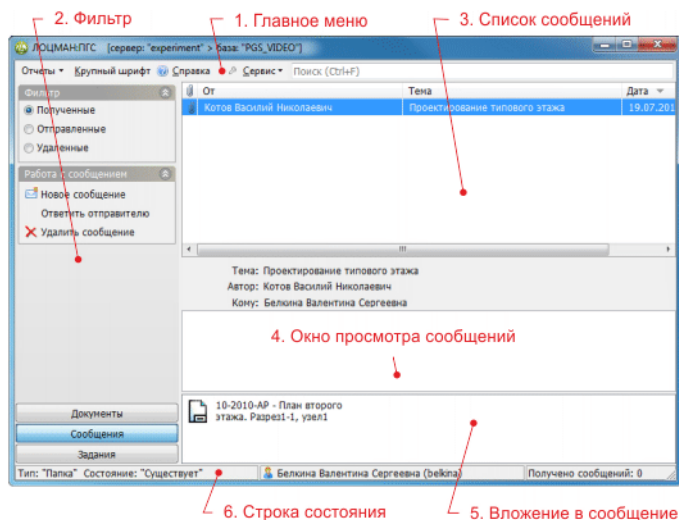 2. Фильтр
1. Главное меню
3. Список сообщений
ЛОЦМАН:ПГС [сервер: "experiment" > база: "PGS_VIDEO"]
Отчеты Крупный шрифт Справка Сервис Поиск (Ctrl+F)
Фильтр
Полученные
Отправленные
Удаленные
Работа с сообщением
Новое сообщение
Ответить отправителю
Удалить сообщение
От Тема Дата
Котов Василий Николаевич Проектирование типового этажа 19.07.201
Тема: Проектирование типового этажа
Автор: Котов Василий Николаевич
Кому: Белкина Валентина Сергеевна
4. Окно просмотра сообщений
10-2010-АР - План второго
этажа. Разрез1-1, узел1
Документы
Сообщения
Задания
Тип: "Папка" Состояние: "Существует" Белкина Валентина Сергеевна (belkina) Получено сообщений: 0
6. Строка состояния
5. Вложение в сообщение